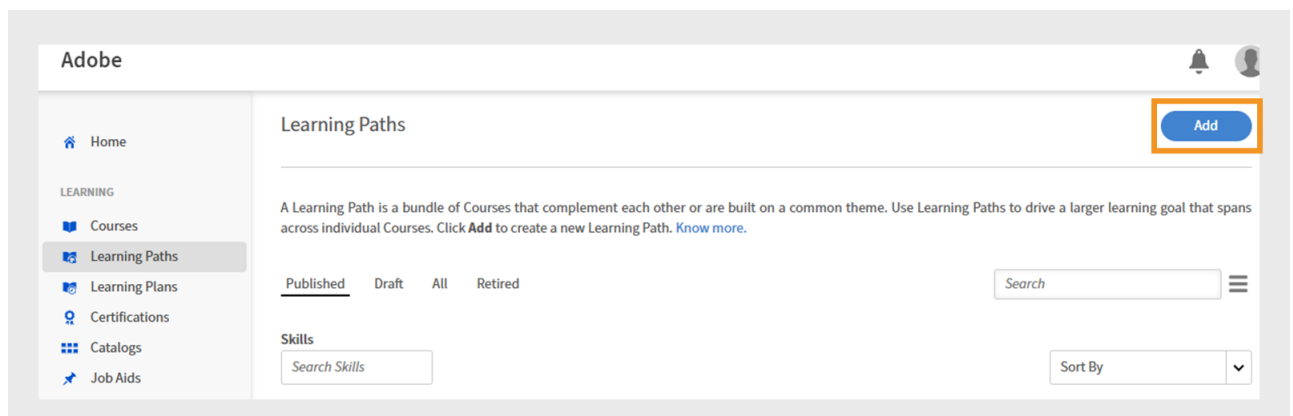 Adobe
Home
LEARNING
Courses
Learning Paths
Learning Plans
Certifications
Catalogs
Job Aids
Learning Paths
Add
A Learning Path is a bundle of Courses that complement each other or are built on a common theme. Use Learning Paths to drive a larger learning goal that spans
across individual Courses. Click Add to create a new Learning Path. Know more.
Published Draft All Retired
Search
Skills
Search Skills
Sort By